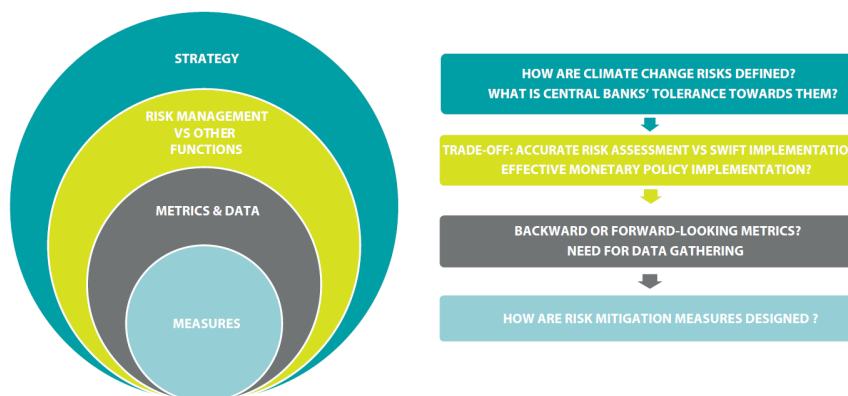 STRATEGY
RISK MANAGEMENT
VS OTHER
FUNCTIONS
METRICS & DATA
MEASURES
HOW ARE CLIMATE CHANGE RISKS DEFINED?
WHAT IS CENTRAL BANKS' TOLERANCE TOWARDS THEM?
TRADE-OFF: ACCURATE RISK ASSESSMENT VS SWIFT IMPLEMENTATIO
EFFECTIVE MONETARY POLICY IMPLEMENTATION?
BACKWARD OR FORWARD-LOOKING METRICS?
NEED FOR DATA GATHERING
HOW ARE RISK MITIGATION MEASURES DESIGNED ?